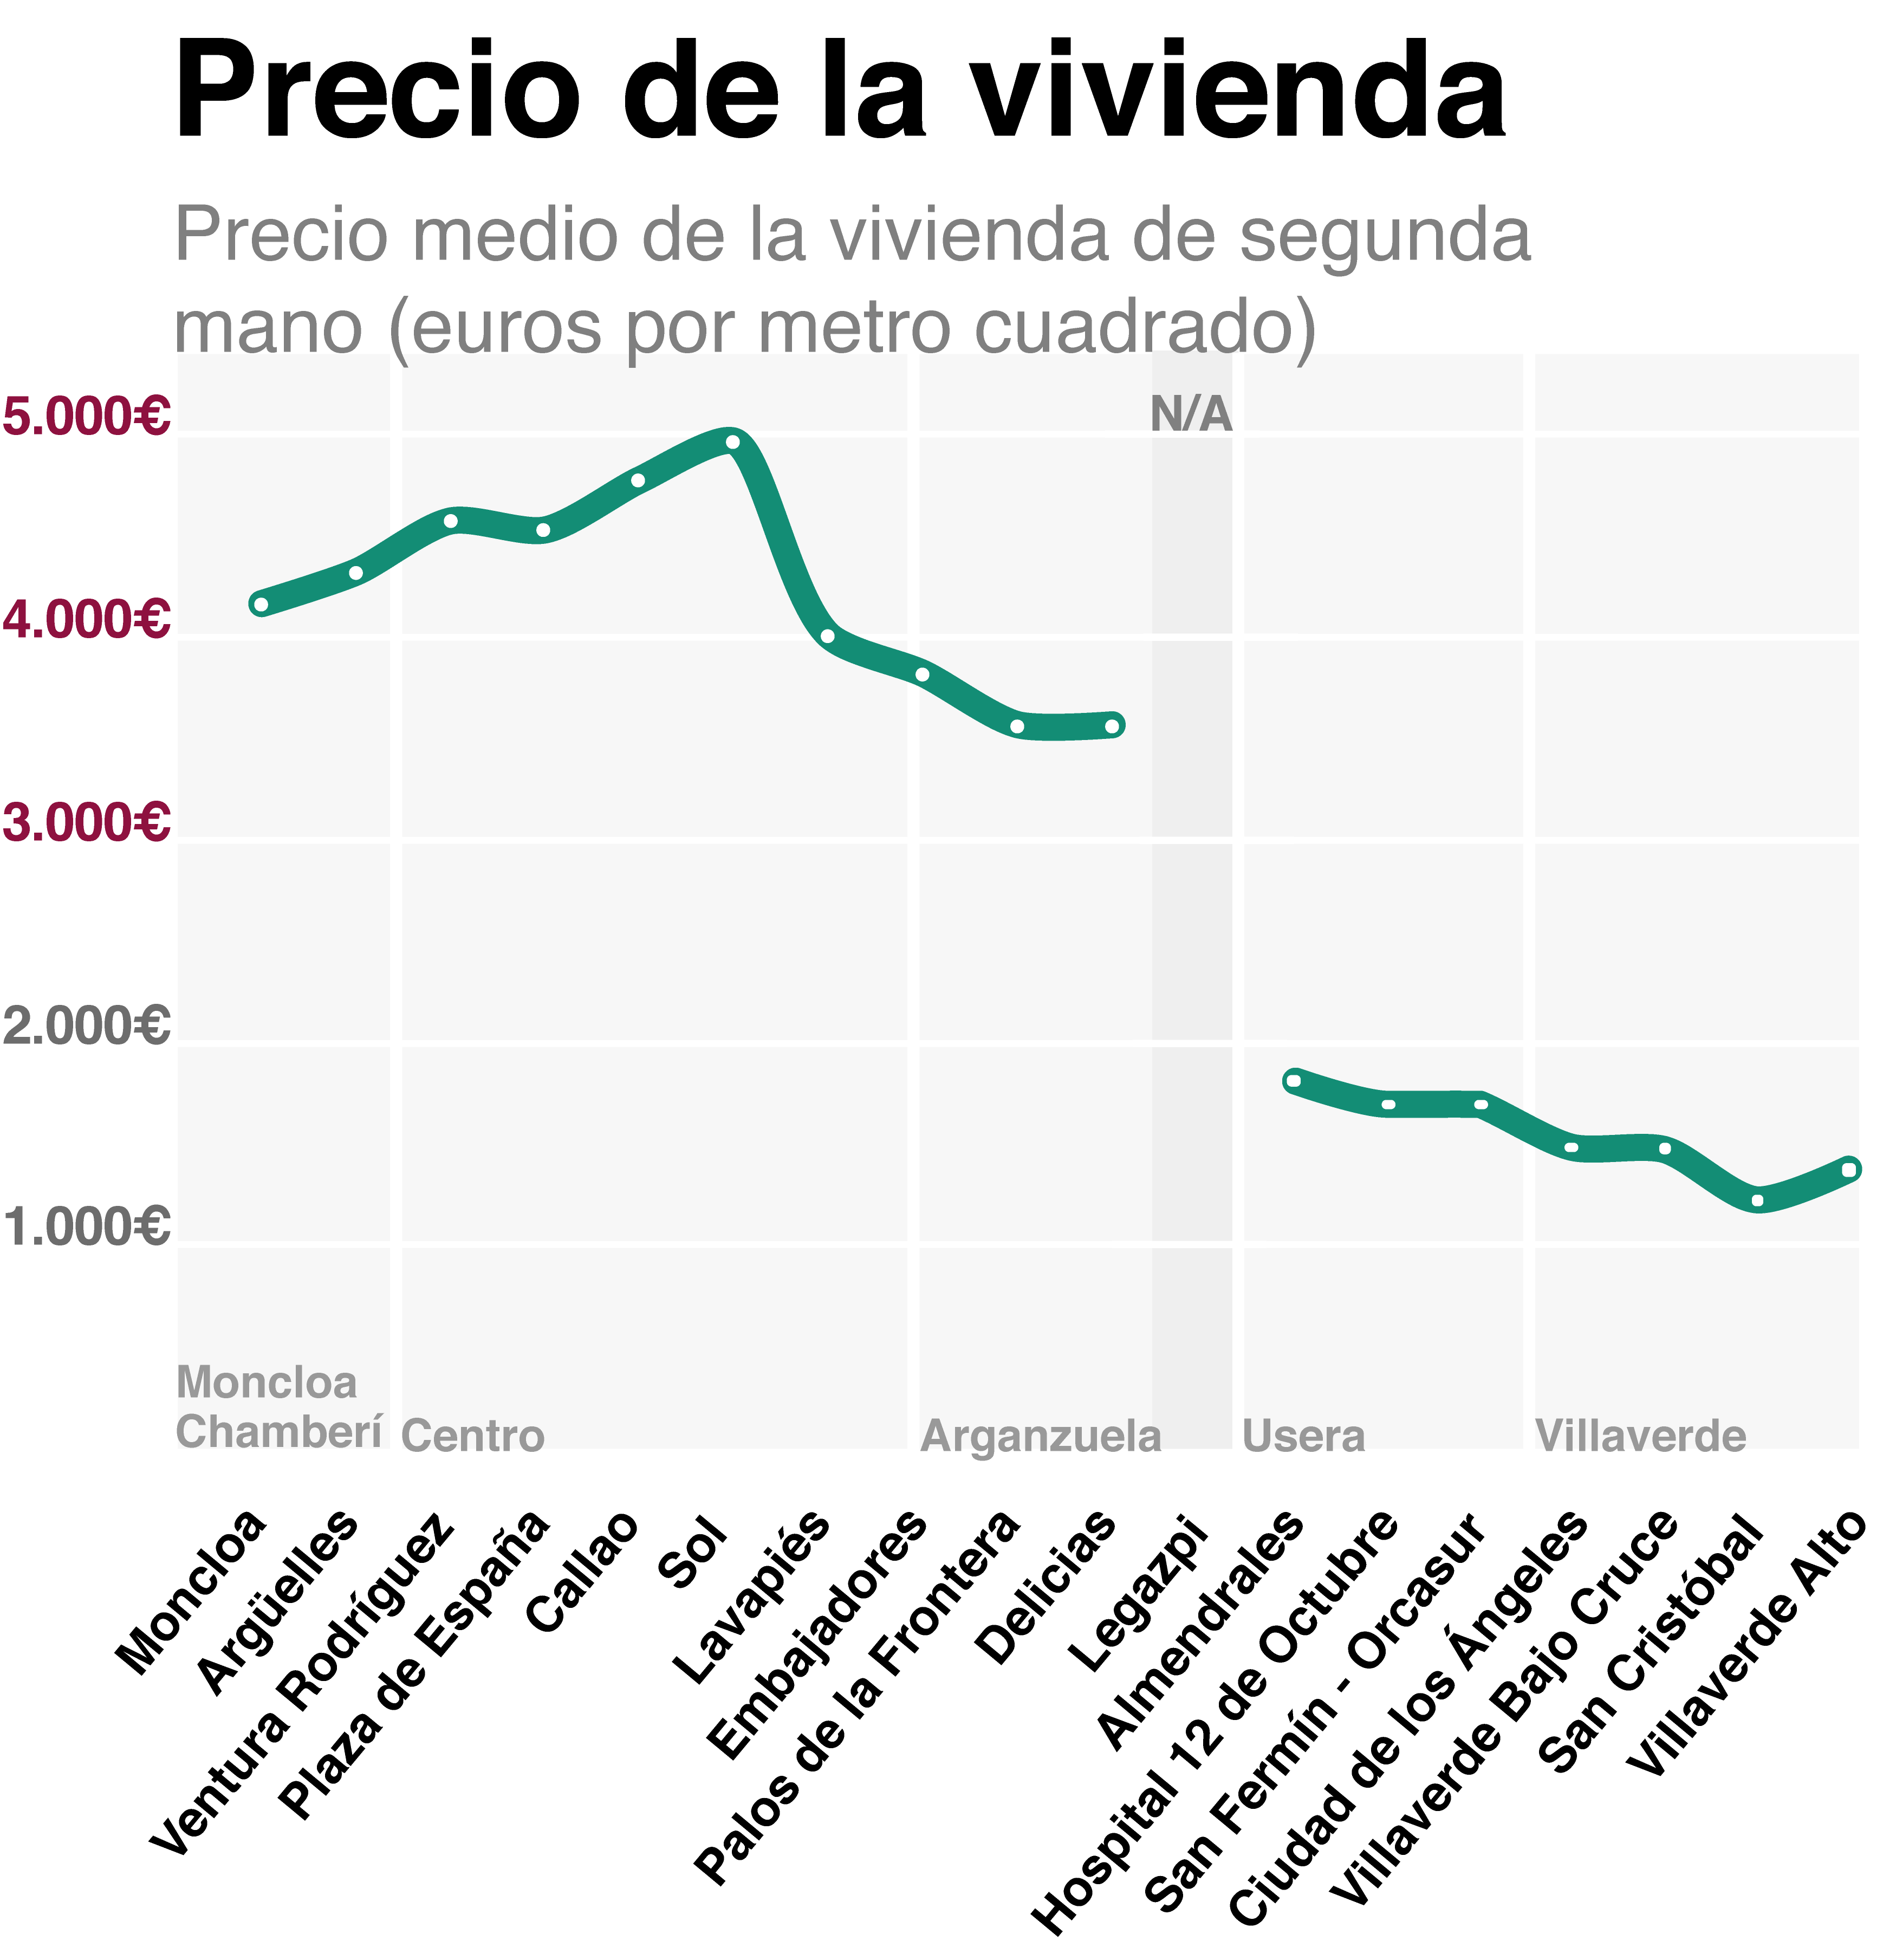 Precio de la vivienda
Precio medio de la vivienda de segunda
mano (euros por metro cuadrado)
N/A
5.000€
4.000€
3.000€
2.000€
1.000€
Moncloa
Chamberí
Centro
Arganzuela
Usera
Villaverde
Moncloa
Argüelles
Ventura Rodríguez
Plaza de España
Callao
Sol
Lavapiés
Embajadores
Palos de la Frontera
Delicias
Legazpi
Almendrales
Hospital 12 de Octubre
San Fermín - Orcasur
Ciudad de los Ángeles
Villaverde Bajo Cruce
San Cristóbal
Villaverde Alto